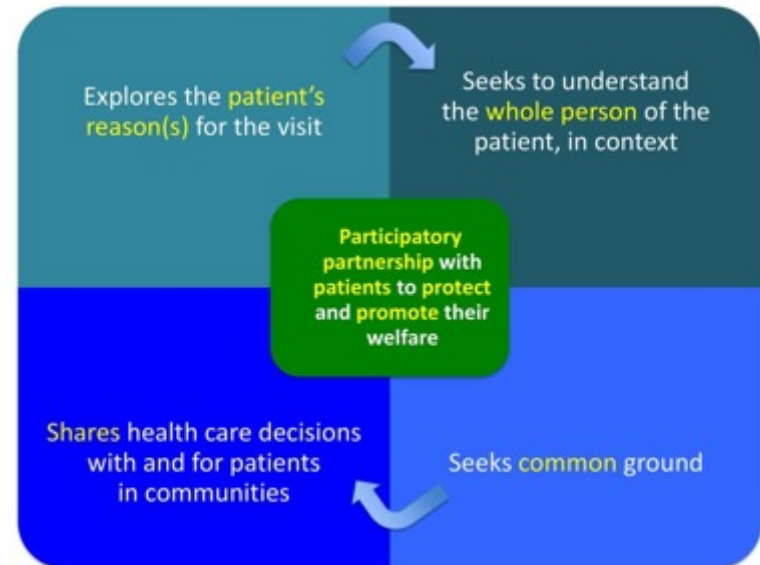 Explores the patient's
reason(s) for the visit
Seeks to understand
the whole person of the
patient, in context
Participatory
partnership with
patients to protect
and promote their
welfare
Shares health care decisions
with and for patients
in communities
Seeks common ground